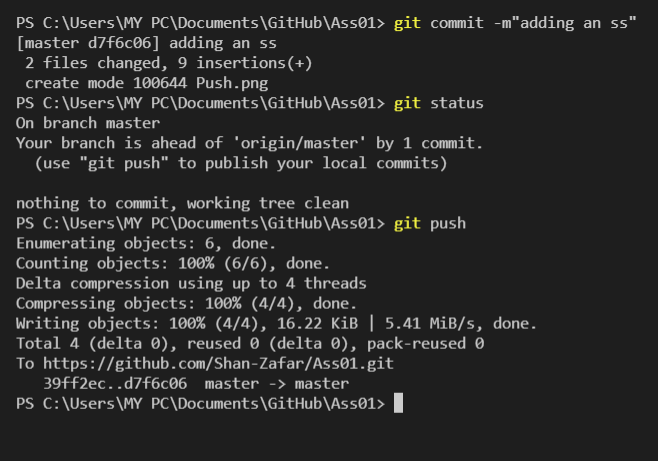 PS C:\Users\MY PC\Documents\GitHub\Ass01> git commit -m"adding an ss"
[master d7f6c06] adding an ss
 2 files changed, 9 insertions(+)
 create mode 100644 Push.png
PS C:\Users\MY PC\Documents\GitHub\Ass01> git status
On branch master
Your branch is ahead of 'origin/master' by 1 commit.
  (use "git push" to publish your local commits)

nothing to commit, working tree clean
PS C:\Users\MY PC\Documents\GitHub\Ass01> git push
Enumerating objects: 6, done.
Counting objects: 100% (6/6), done.
Delta compression using up to 4 threads
Compressing objects: 100% (4/4), done.
Writing objects: 100% (4/4), 16.22 KiB | 5.41 MiB/s, done.
Total 4 (delta 0), reused 0 (delta 0), pack-reused 0
To https://github.com/Shan-Zafar/Ass01.git
   39ff2ec..d7f6c06  master -> master
PS C:\Users\MY PC\Documents\GitHub\Ass01>